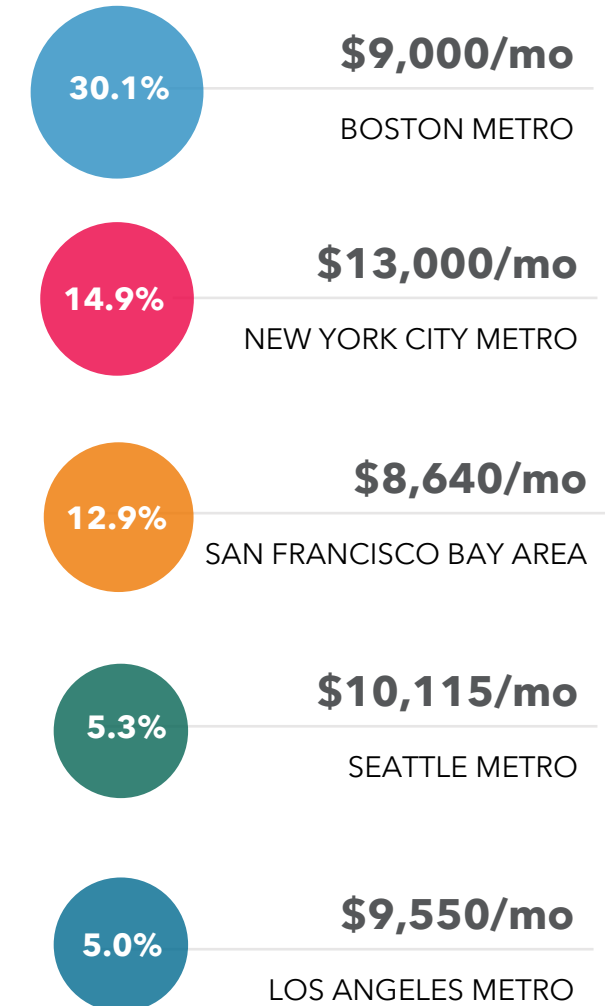 30.1%
$9,000/mo
BOSTON METRO
14.9%
$13,000/mo
NEW YORK CITY METRO
12.9%
$8,640/mo
SAN FRANCISCO BAY AREA
5.3%
$10,115/mo
SEATTLE METRO
5.0%
$9,550/mo
LOS ANGELES METRO